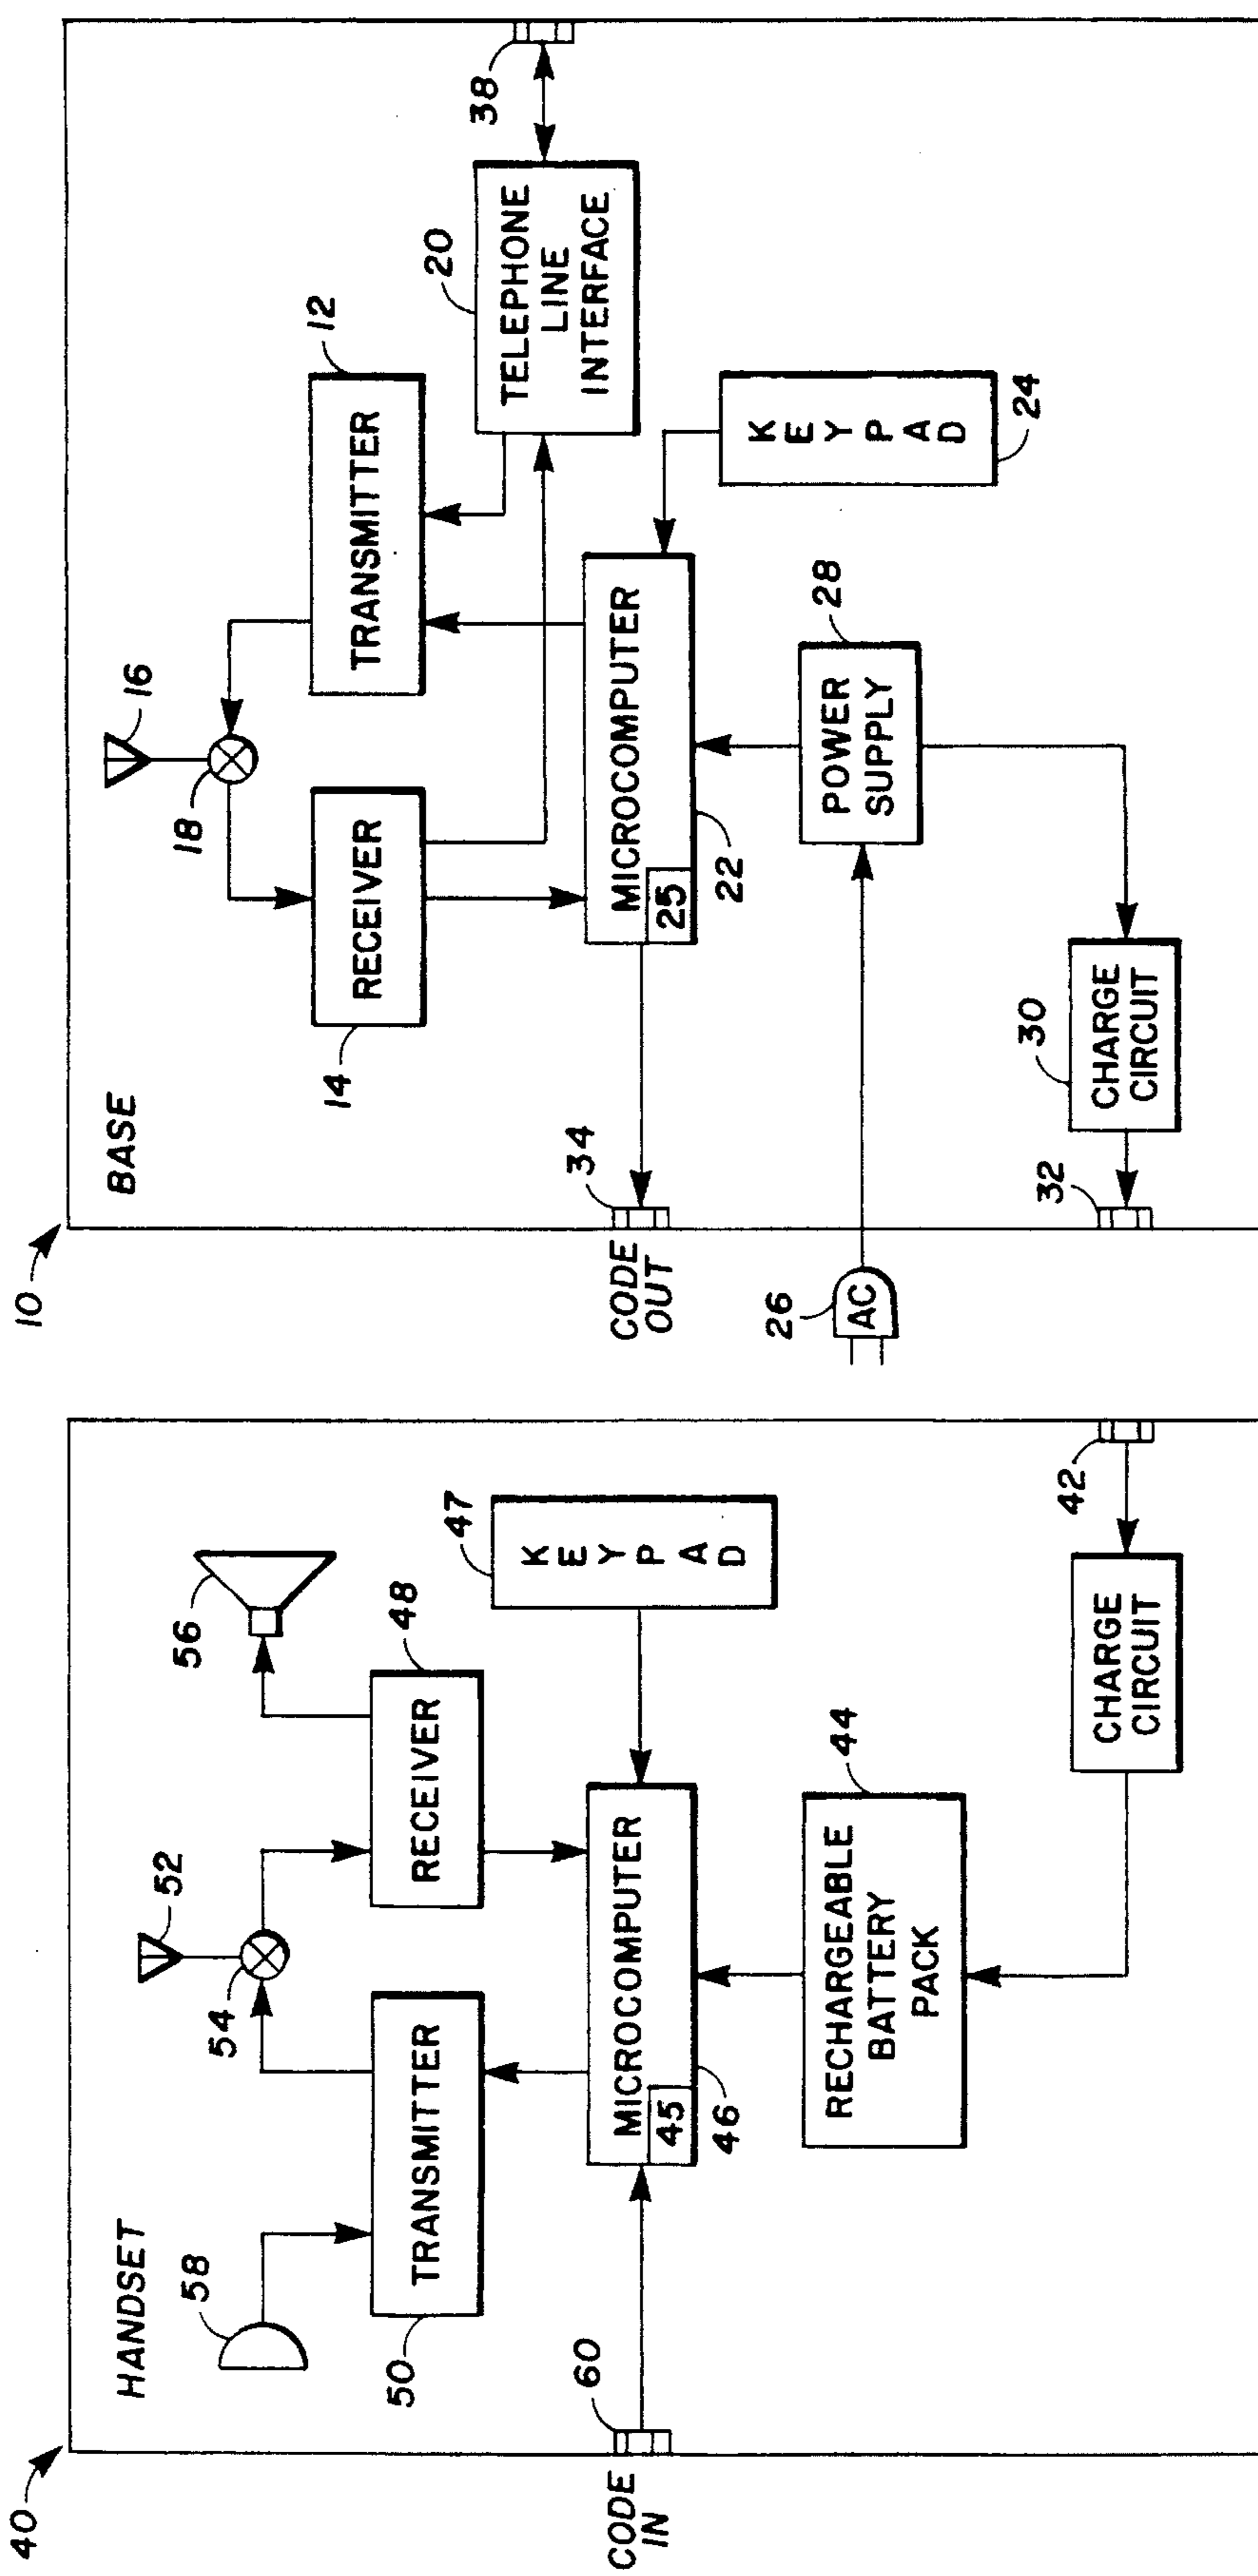 40
HANDSET
58
50
TRANSMITTER
54
52
56
RECEIVER
48
47
KEYPAD
CODE
IN
60
MICROCOMPUTER
45
46
RECHARGEABLE
BATTERY
PACK
44
CHARGE
CIRCUIT
42
10
BASE
14
RECEIVER
18
16
TRANSMITTER
12
20
TELEPHONE
LINE
INTERFACE
38
CODE
OUT
34
MICROCOMPUTER
25
22
KEYPAD
24
26
AC
POWER
SUPPLY
28
32
30
CHARGE
CIRCUIT